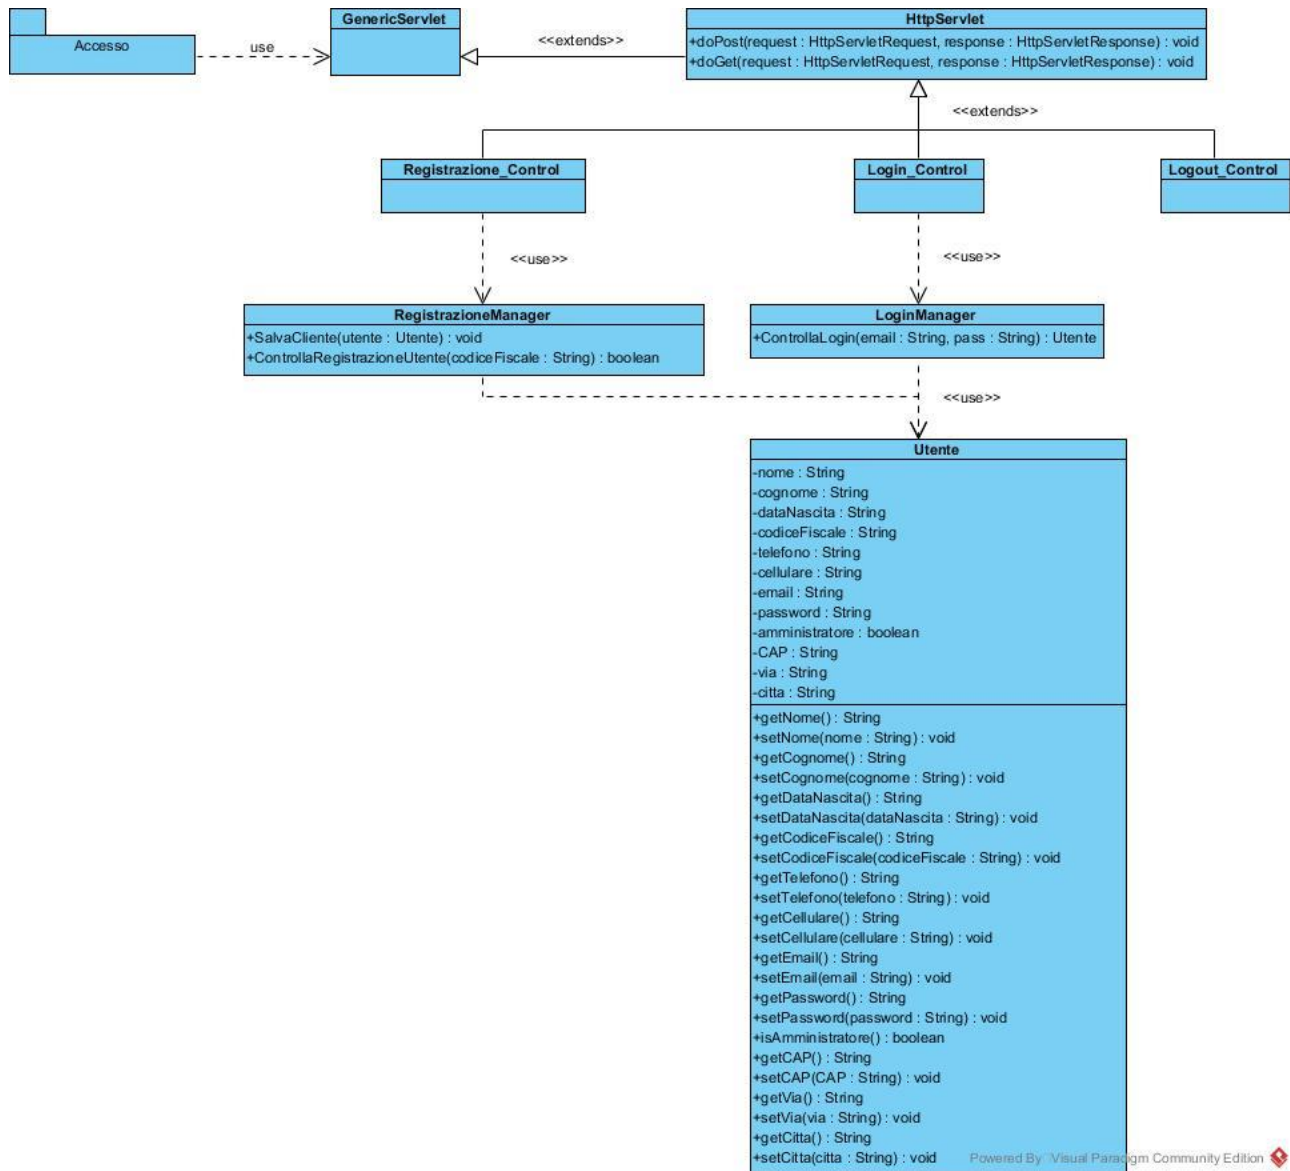 Accesso
use
GenericServlet
<<extends>>
HttpServlet
+doPost(request : HttpServletRequest, response : HttpServletResponse) : void
+doGet(request : HttpServletRequest, response : HttpServletResponse) : void
<<extends>>
Registrazione_Control
Login_Control
Logout_Control
<<use>>
<<use>>
RegistrazioneManager
+SalvaCliente(utente : Utente) : void
+ControllaRegistrazioneUtente(codiceFiscale : String) : boolean
LoginManager
+ControllaLogin(email : String, pass : String) : Utente
<<use>>
Utente
-nome : String
-cognome : String
-dataNascita : String
-codiceFiscale : String
-telefono : String
-cellulare : String
-email : String
-password : String
-amministratore : boolean
-CAP : String
-via : String
-citta : String
+getNome() : String
+setNome(nome : String) : void
+getCognome() : String
+setCognome(cognome : String) : void
+getDataNascita() : String
+setDataNascita(dataNascita : String) : void
+getCodiceFiscale() : String
+setCodiceFiscale(codiceFiscale : String) : void
+getTelefono() : String
+setTelefono(telefono : String) : void
+getCellulare() : String
+setCellulare(cellulare : String) : void
+getEmail() : String
+setEmail(email : String) : void
+getPassword() : String
+setPassword(password : String) : void
+isAmministratore() : boolean
+getCAP() : String
+setCAP(CAP : String) : void
+getVia() : String
+setVia(via : String) : void
+getCitta() : String
+setCitta(citta : String) : void
Powered By Visual Paradigm Community Edition